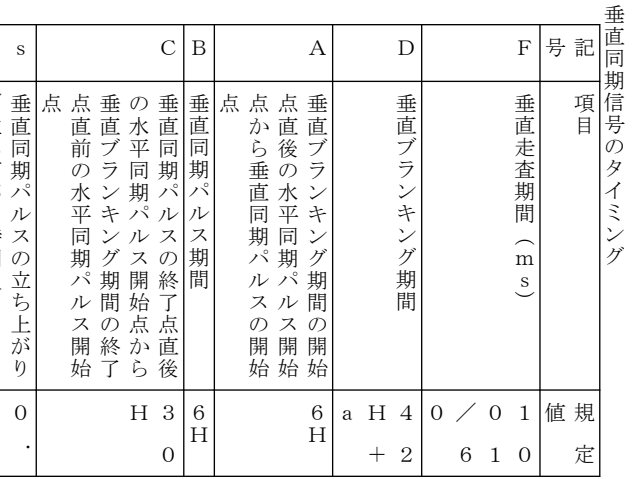 垂直同期信号のタイミング
記号
項目
規定値
F
垂直走査期間（ms）
1001／60
D
垂直ブランキング期間
42H+a
A
垂直ブランキング期間の開始
点直後の水平同期パルス開始
点から垂直同期パルスの開始
点
6H
B
垂直同期パルス期間
6H
C
垂直同期パルスの終了点直後
の水平同期パルス開始点から
垂直ブランキング期間の終了
点直前の水平同期パルス開始
点
30H
s
垂直同期パルスの立ち上がり
0.